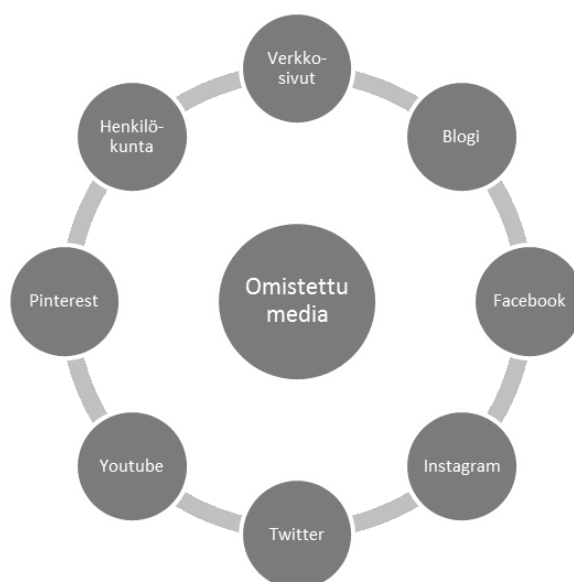 Verkko-
sivut
Blogi
Facebook
Instagram
Twitter
Youtube
Pinterest
Henkilö-
kunta
Omistettu
media